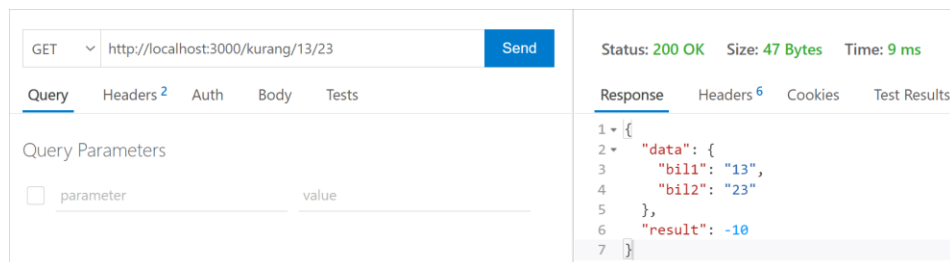 GET http://localhost:3000/kurang/13/23 Send
Query Headers 2 Auth Body Tests
Query Parameters
parameter value
Status: 200 OK Size: 47 Bytes Time: 9 ms
Response Headers 6 Cookies Test Results
1 {
2 "data": {
3 "bil1": "13",
4 "bil2": "23"
5 },
6 "result": -10
7 }